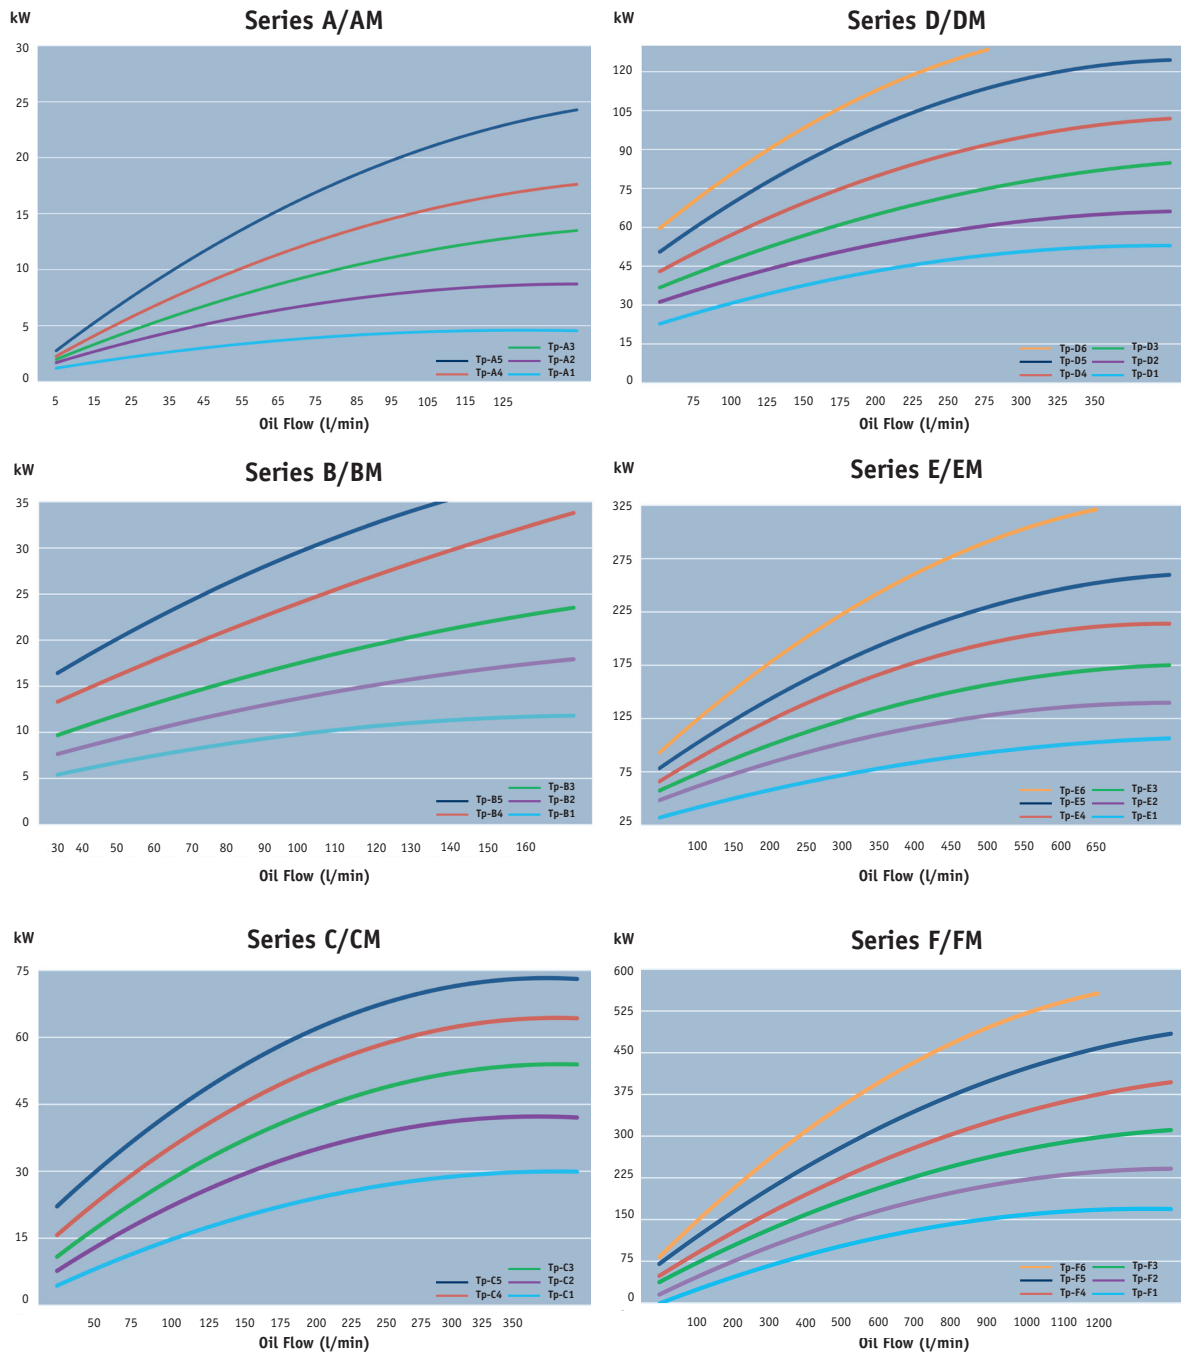 kW
Series A/AM
30
25
20
15
10
5
0
Tp-A3
Tp-A5 Tp-A2
Tp-A4 Tp-A1
5 15 25 35 45 55 65 75 85 95 105 115 125
Oil Flow (l/min)
Series D/DM
kW
120
105
90
75
60
45
30
15
0
Tp-D6 Tp-D3
Tp-D5 Tp-D2
Tp-D4 Tp-D1
75 100 125 150 175 200 225 250 275 300 325 350
Oil Flow (l/min)
kW
Series B/BM
35
30
25
20
15
10
5
0
Tp-B3
Tp-B5 Tp-B2
Tp-B4 Tp-B1
30 40 50 60 70 80 90 100 110 120 130 140 150 160
Oil Flow (l/min)
kW
Series E/EM
325
275
225
175
125
75
25
Tp-E6 Tp-E3
Tp-E5 Tp-E2
Tp-E4 Tp-E1
100 150 200 250 300 350 400 450 500 550 600 650
Oil Flow (l/min)
kW
Series C/CM
75
60
45
30
15
0
Tp-C3
Tp-C5 Tp-C2
Tp-C4 Tp-C1
50 75 100 125 150 175 200 225 250 275 300 325 350
Oil Flow (l/min)
kW
Series F/FM
600
525
450
375
300
225
150
75
0
Tp-F6 Tp-F3
Tp-F5 Tp-F2
Tp-F4 Tp-F1
100 200 300 400 500 600 700 800 900 1000 1100 1200
Oil Flow (l/min)